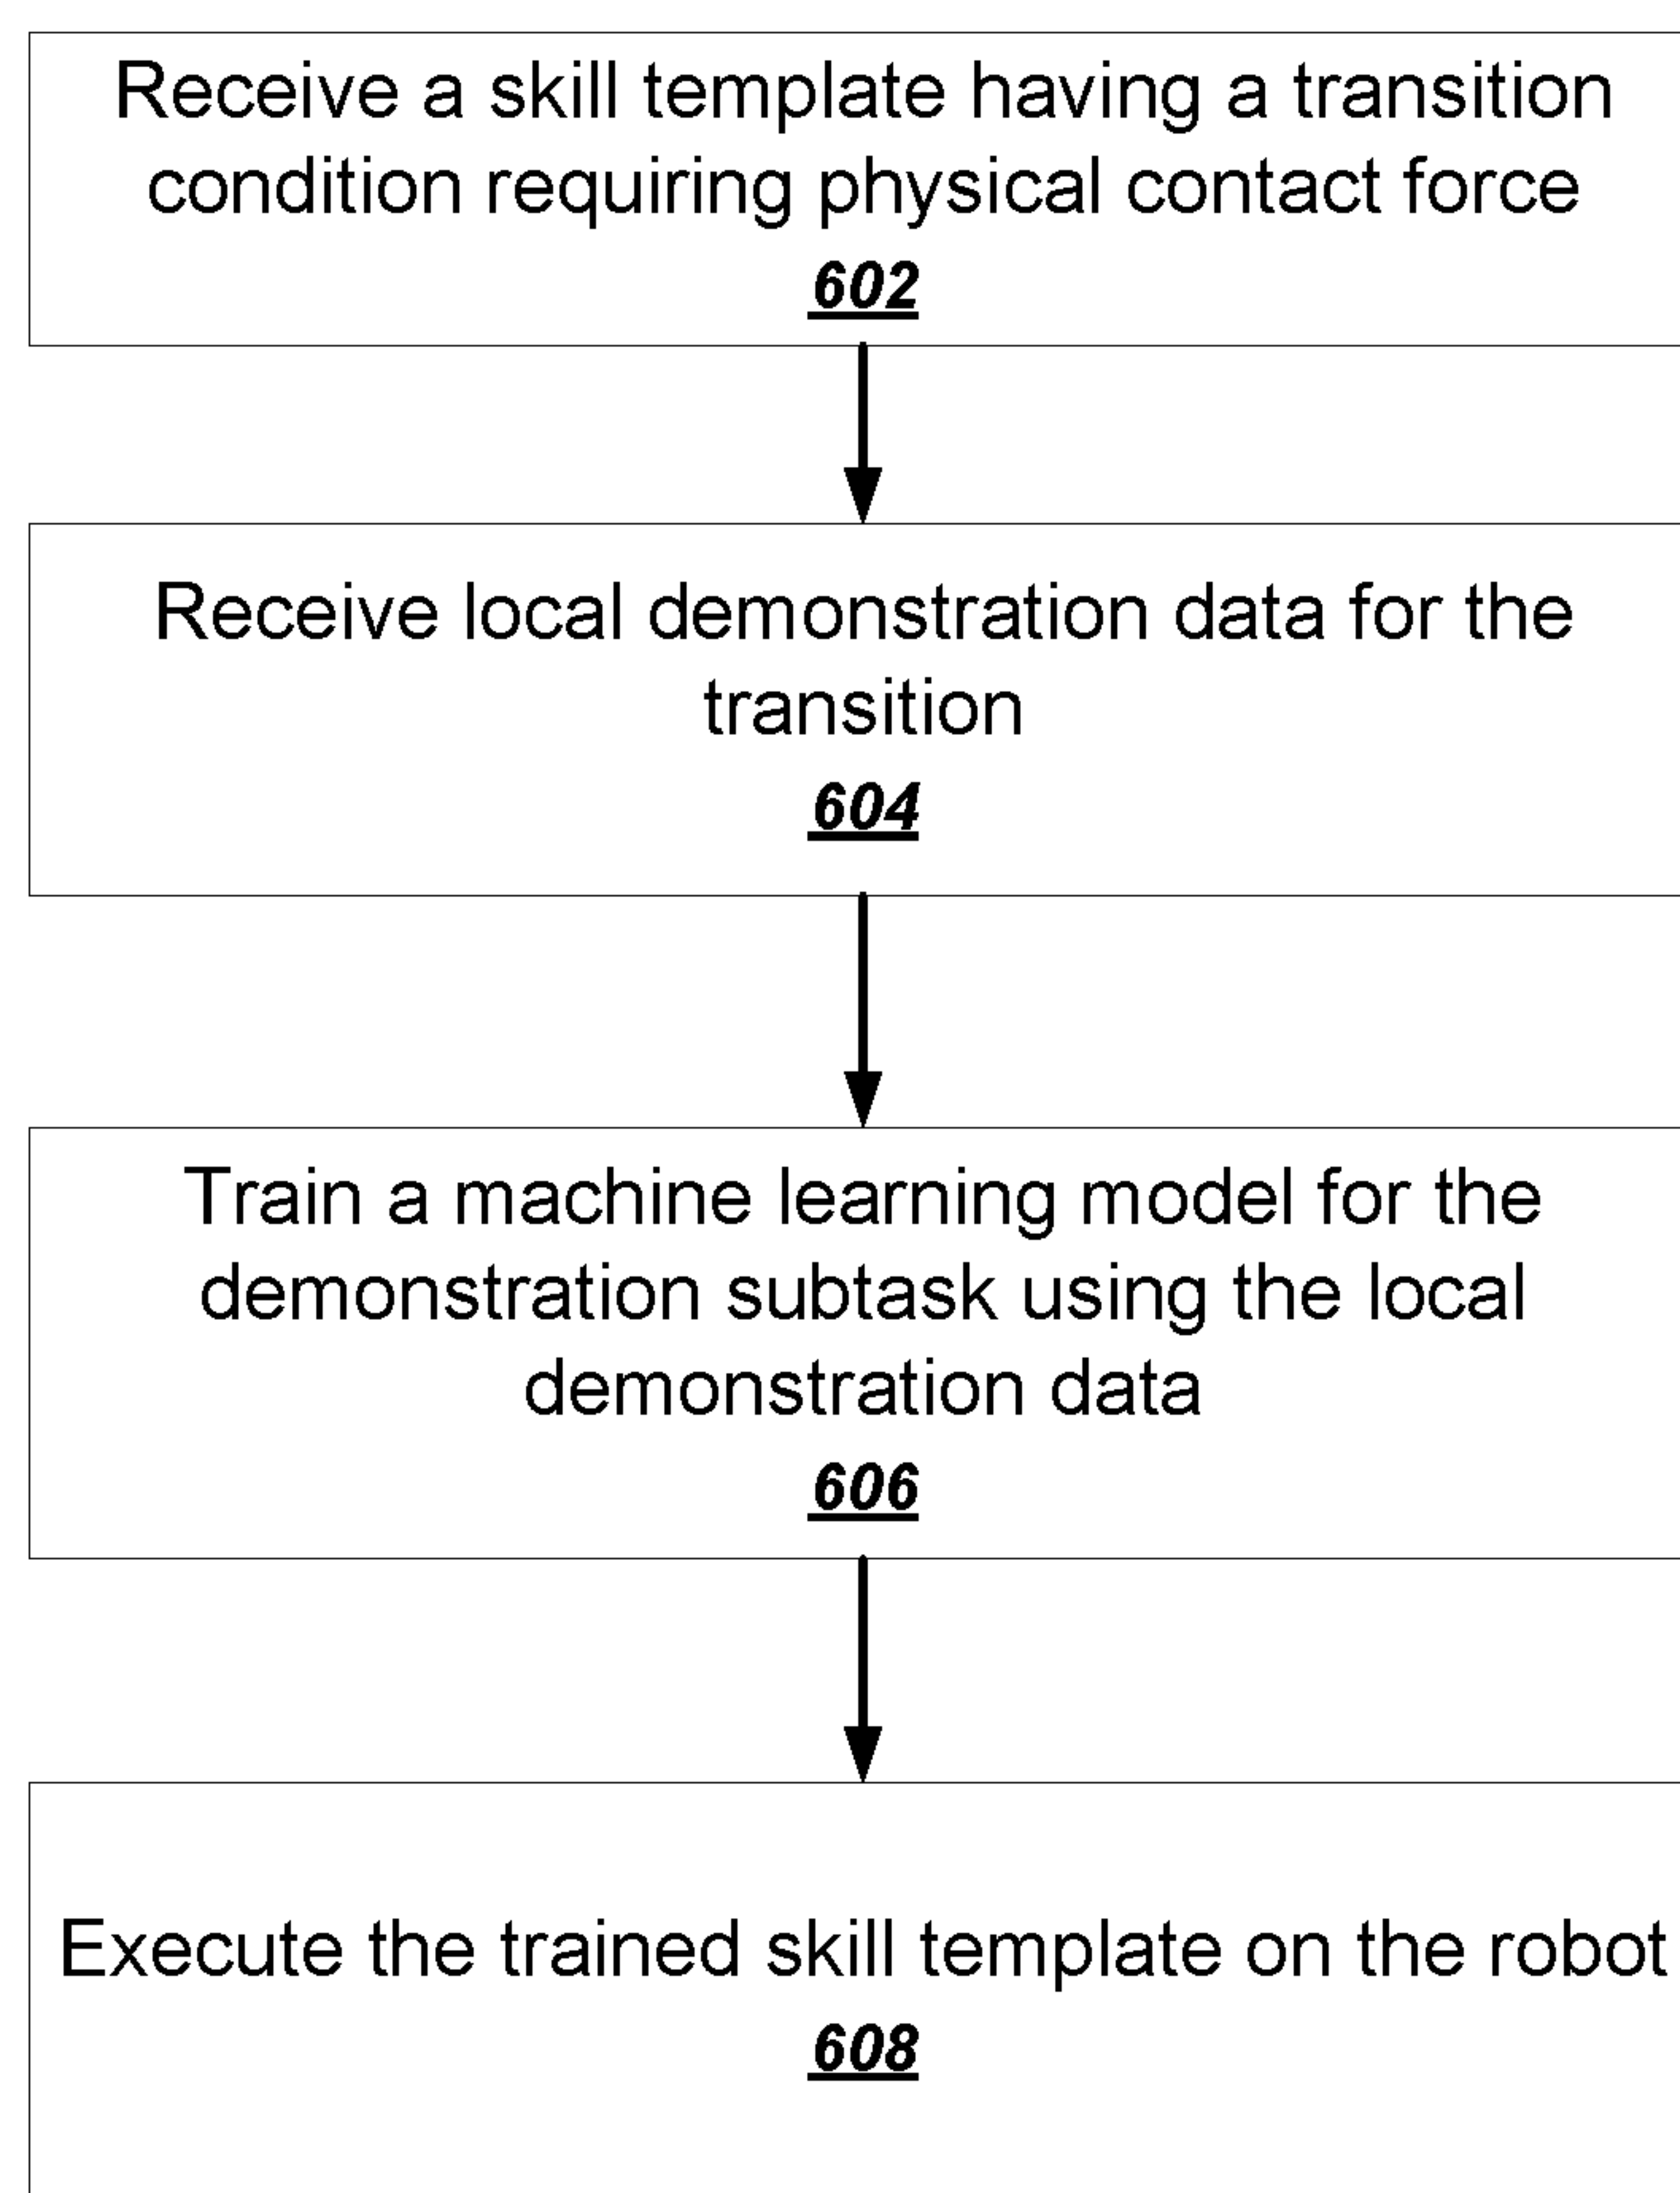 Receive a skill template having a transition
condition requiring physical contact force
602
Receive local demonstration data for the
transition
604
Train a machine learning model for the
demonstration subtask using the local
demonstration data
606
Execute the trained skill template on the robot
608